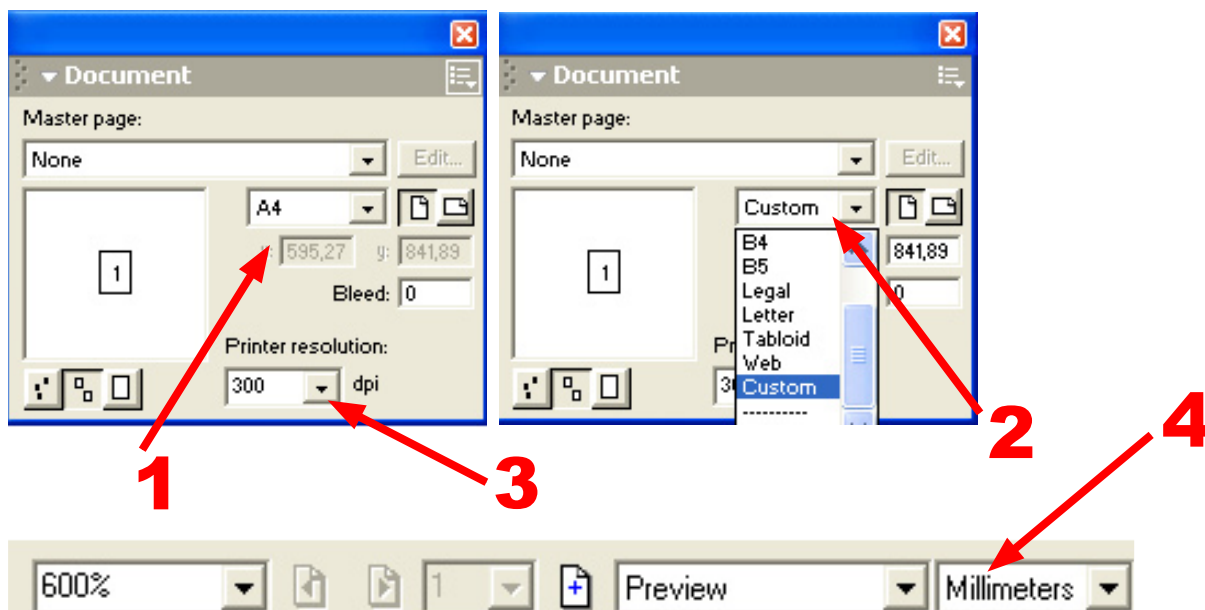 Document
Master page:
None Edit...
A4
595,27 y: 841,89
1
Bleed: 0
Printer resolution:
300 dpi
Document
Master page:
None Edit...
Custom
B4 841,89
B5
1
Legal 0
Letter
Tabloid
Web
Custom
----------
1
3
2
4
600% 1 Preview Millimeters